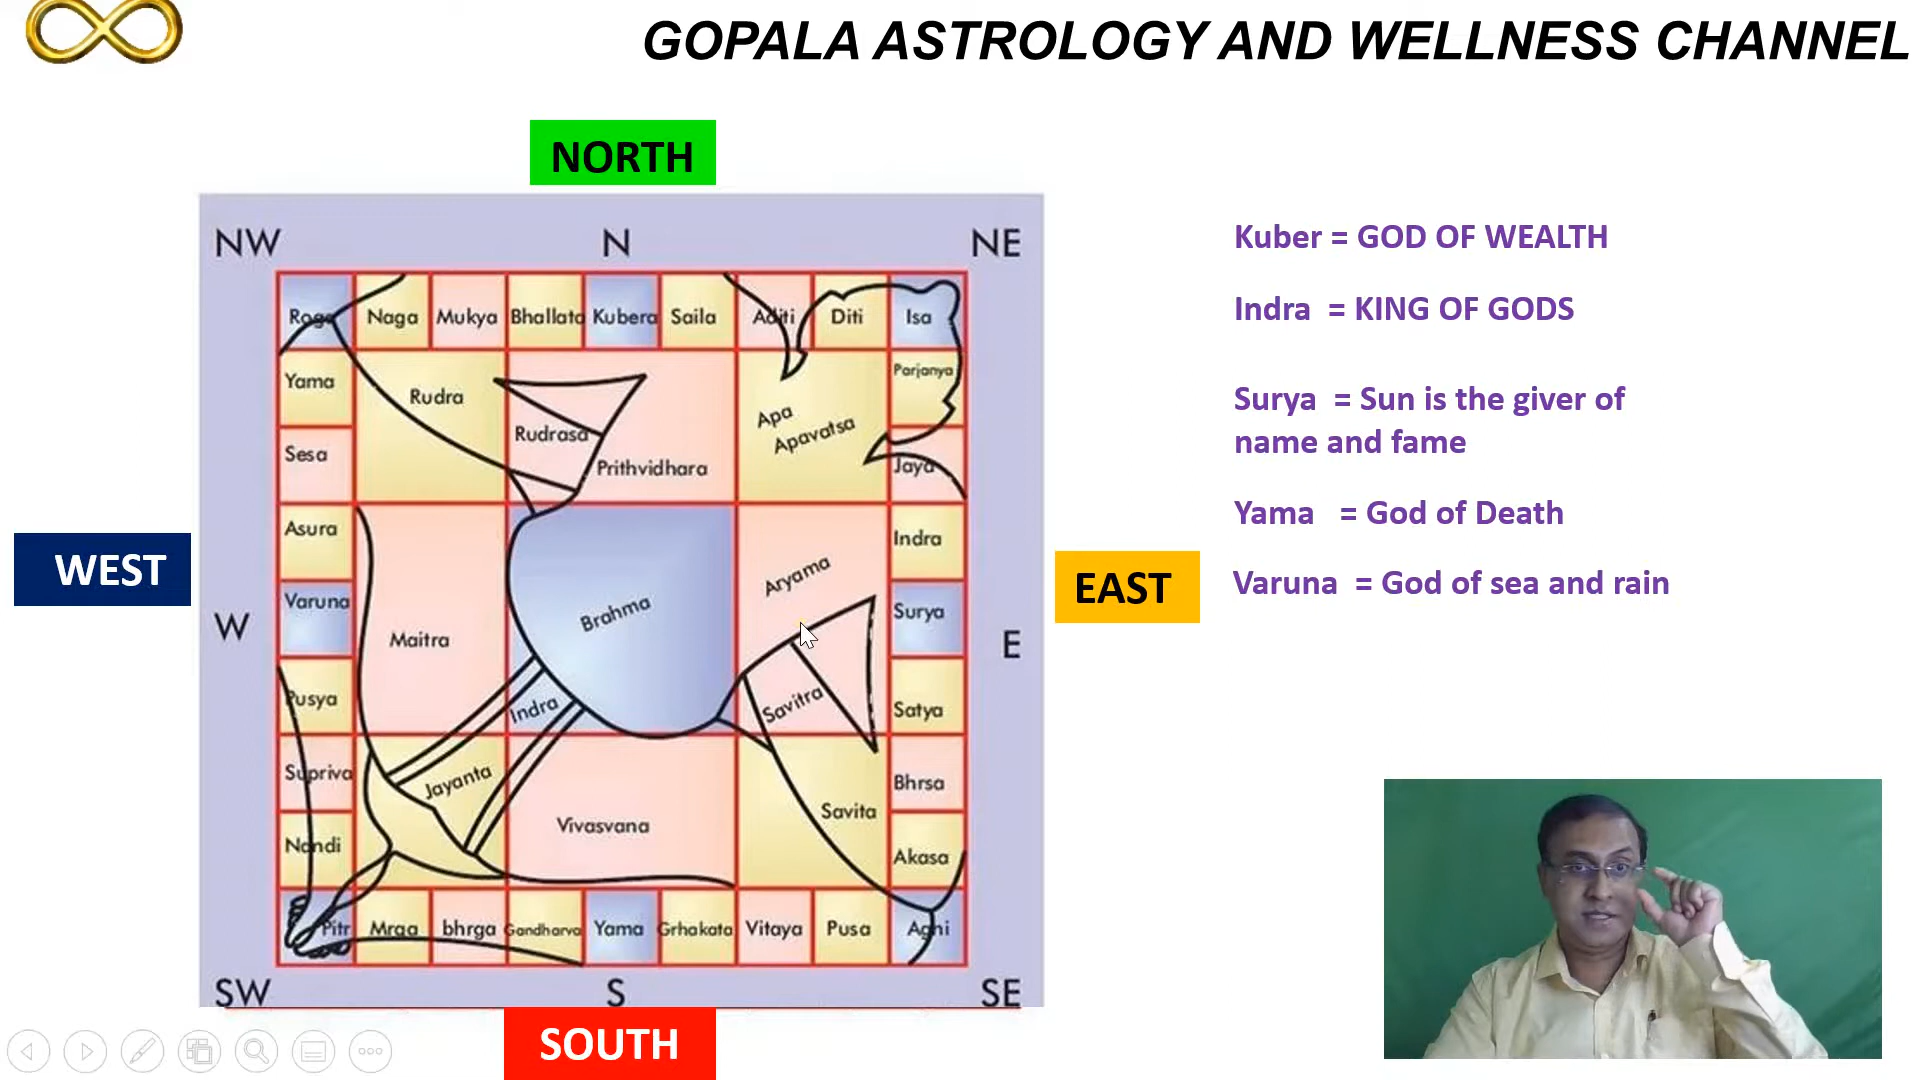 GOPALA ASTROLOGY AND WELLNESS CHANNEL
NORTH
NW N NE
Roga Naga Mukya Bhallata Kubera Saila Aditi Diti Isa
Yama Rudra Parjanya
Apa
Apavatsa
Rudrasa
Sesa Prithvidhara Jaya
Asura Indra
Aryama
Varuna Brahma Surya
W Maitra E
Pusya Indra Savitra Satya
Supriva Jayanta Bhrsa
Vivasvana Savita
Nandi Akasa
Pitr Mrga bhrga Gandharva Yama Grhakata Vitaya Pusa Agni
SW S SE
WEST
EAST
SOUTH
Kuber = GOD OF WEALTH
Indra = KING OF GODS
Surya = Sun is the giver of
name and fame
Yama = God of Death
Varuna = God of sea and rain